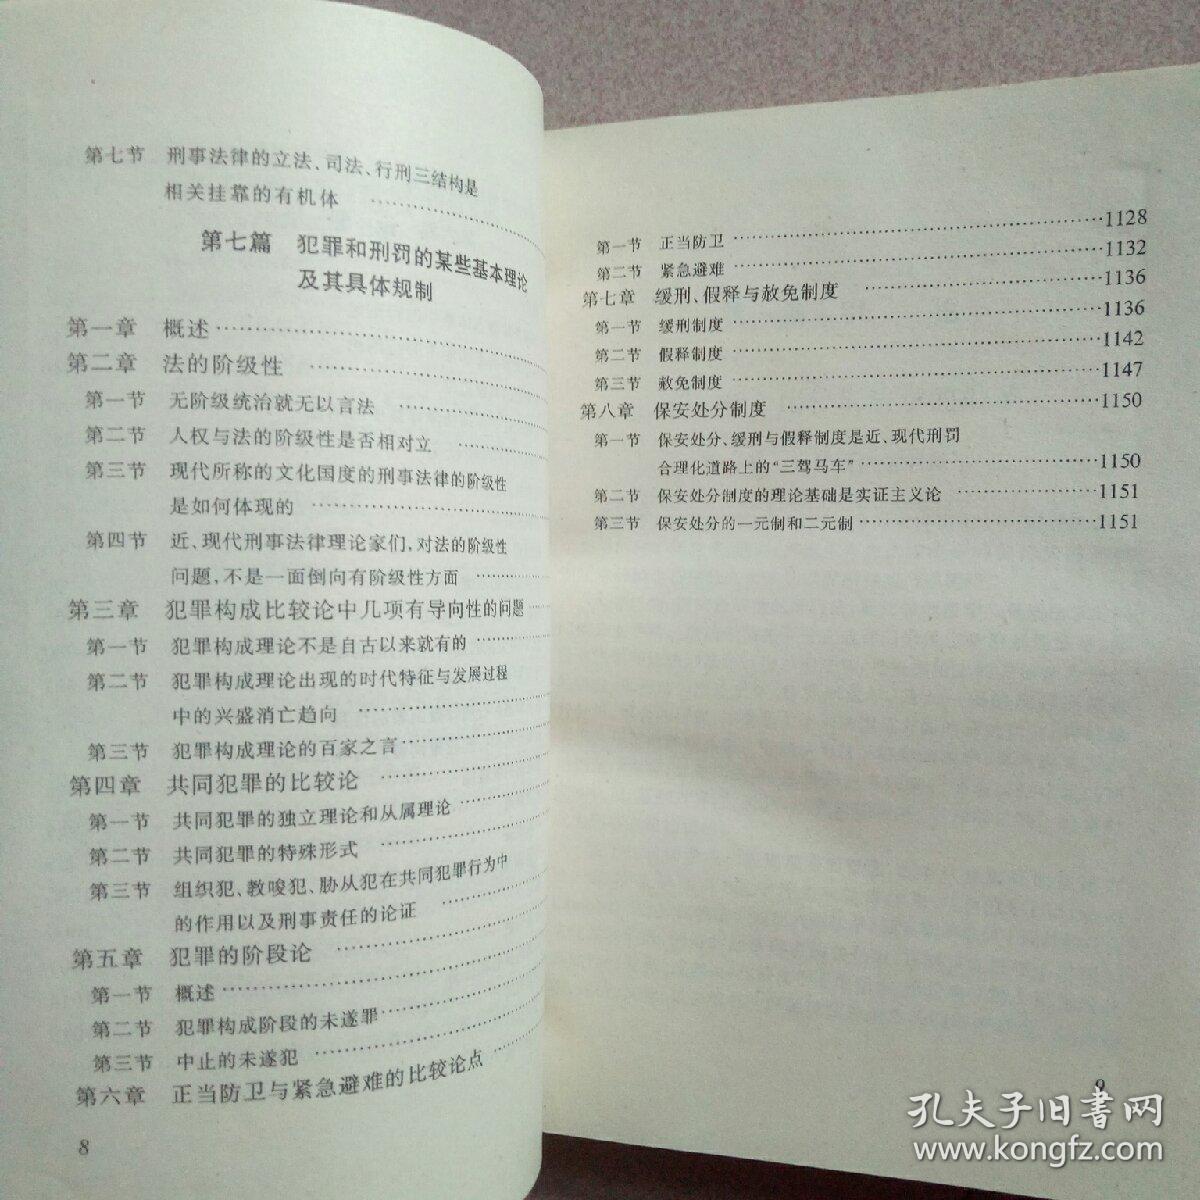 第七节 刑事法律的立法、司法、行刑三结构是
相关挂靠的有机体 ……………
第七篇 犯罪和刑罚的某些基本理论
及其具体规制
第一章 概述……………
第二章 法的阶级性 ……………
第一节 无阶级统治就无以言法 ……………
第二节 人权与法的阶级性是否相对立 ……………
第三节 现代所称的文化国度的刑事法律的阶级性
是如何体现的 ……………
第四节 近、现代刑事法律理论家们,对法的阶级性
问题,不是一面倒向有阶级性方面 ……………
第三章 犯罪构成比较论中几项有导向性的问题……
第一节 犯罪构成理论不是自古以来就有的 ……………
第二节 犯罪构成理论出现的时代特征与发展过程
中的兴盛消亡趋向 ……………
第三节 犯罪构成理论的百家之言……………
第四章 共同犯罪的比较论 ……………
第一节 共同犯罪的独立理论和从属理论 ……………
第二节 共同犯罪的特殊形式 ……………
第三节 组织犯、教唆犯、胁从犯在共同犯罪行为中
的作用以及刑事责任的论证 ……………
第五章 犯罪的阶段论 ……………
第一节 概述……………
第二节 犯罪构成阶段的未遂罪……………
第三节 中止的未遂犯 ……………
第六章 正当防卫与紧急避难的比较论点 ……
8
第一节 正当防卫 ……………1128
第二节 紧急避难 ……………1132
第七章 缓刑、假释与赦免制度 ……………1136
第一节 缓刑制度 ……………1136
第二节 假释制度 ……………1142
第三节 赦免制度 ……………1147
第八章 保安处分制度 ……………1150
第一节 保安处分、缓刑与假释制度是近、现代刑罚
合理化道路上的“三驾马车” ……………1150
第二节 保安处分制度的理论基础是实证主义论 ……………1151
第三节 保安处分的一元制和二元制 ……………1151
9
孔夫子旧书网
www.kongfz.com